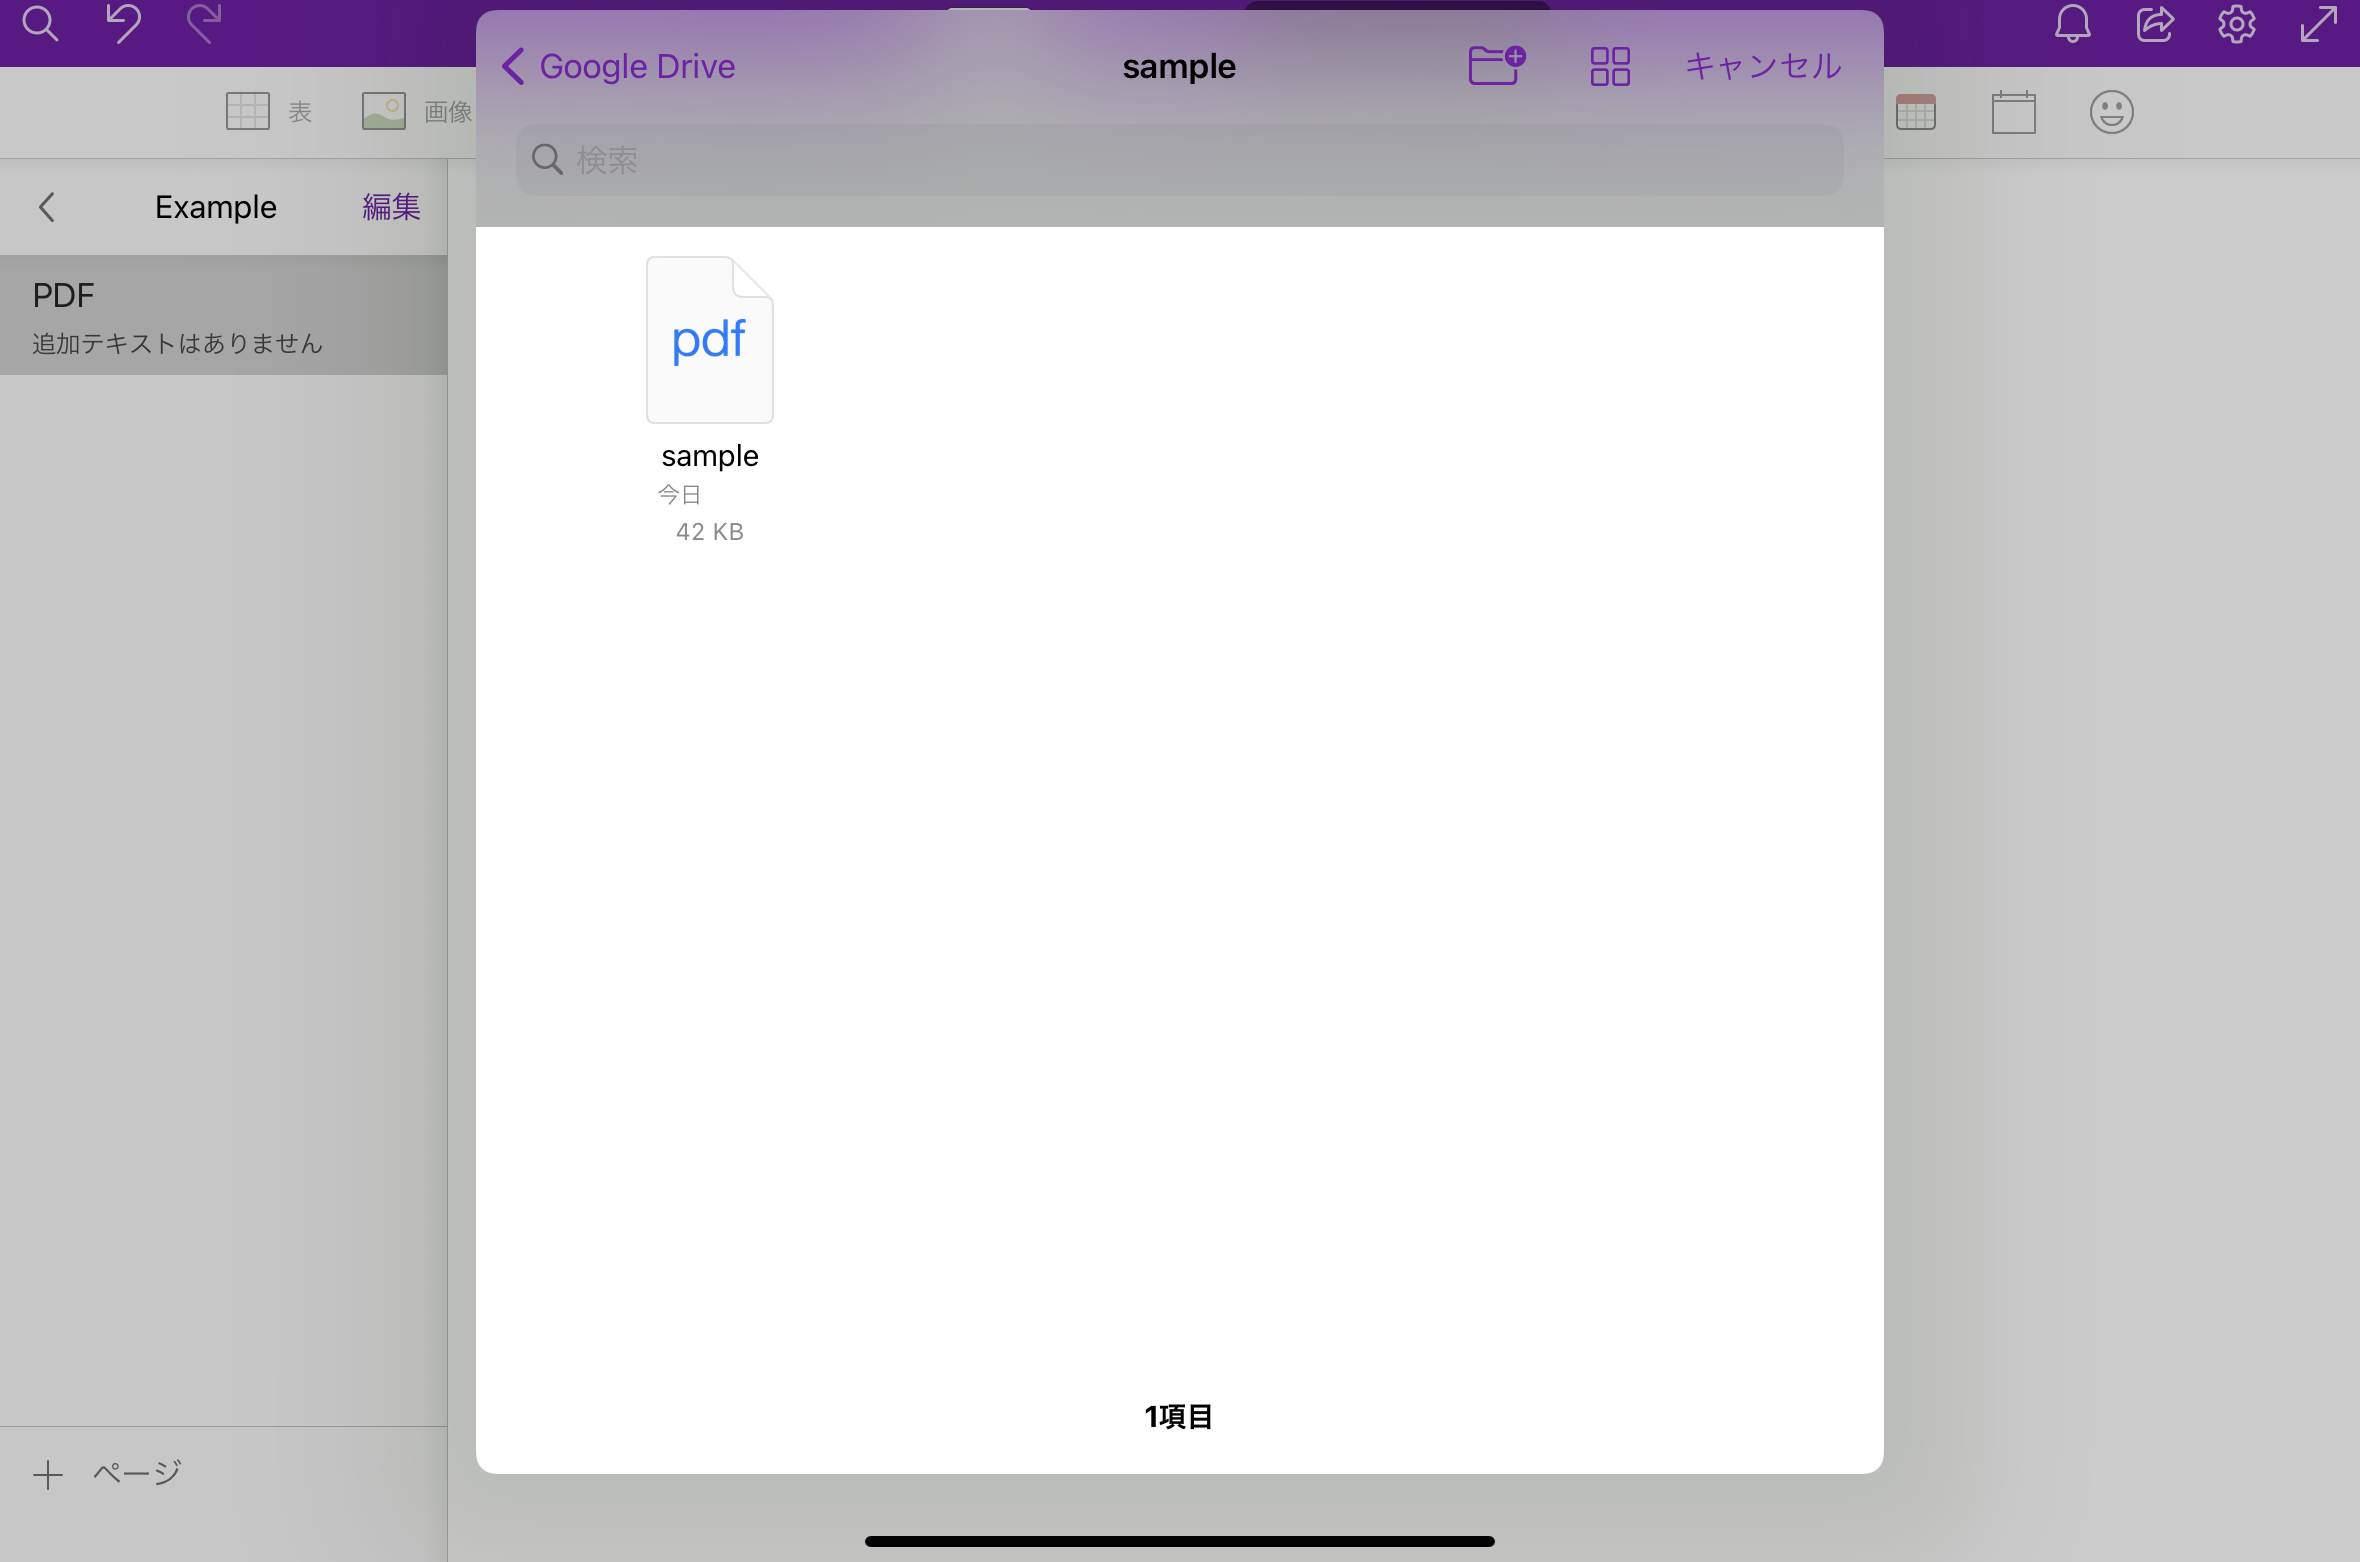 Google Drive
sample
キャンセル
検索
表
画像
Example
編集
PDF
追加テキストはありません
pdf
sample
今日
42 KB
1項目
ページ